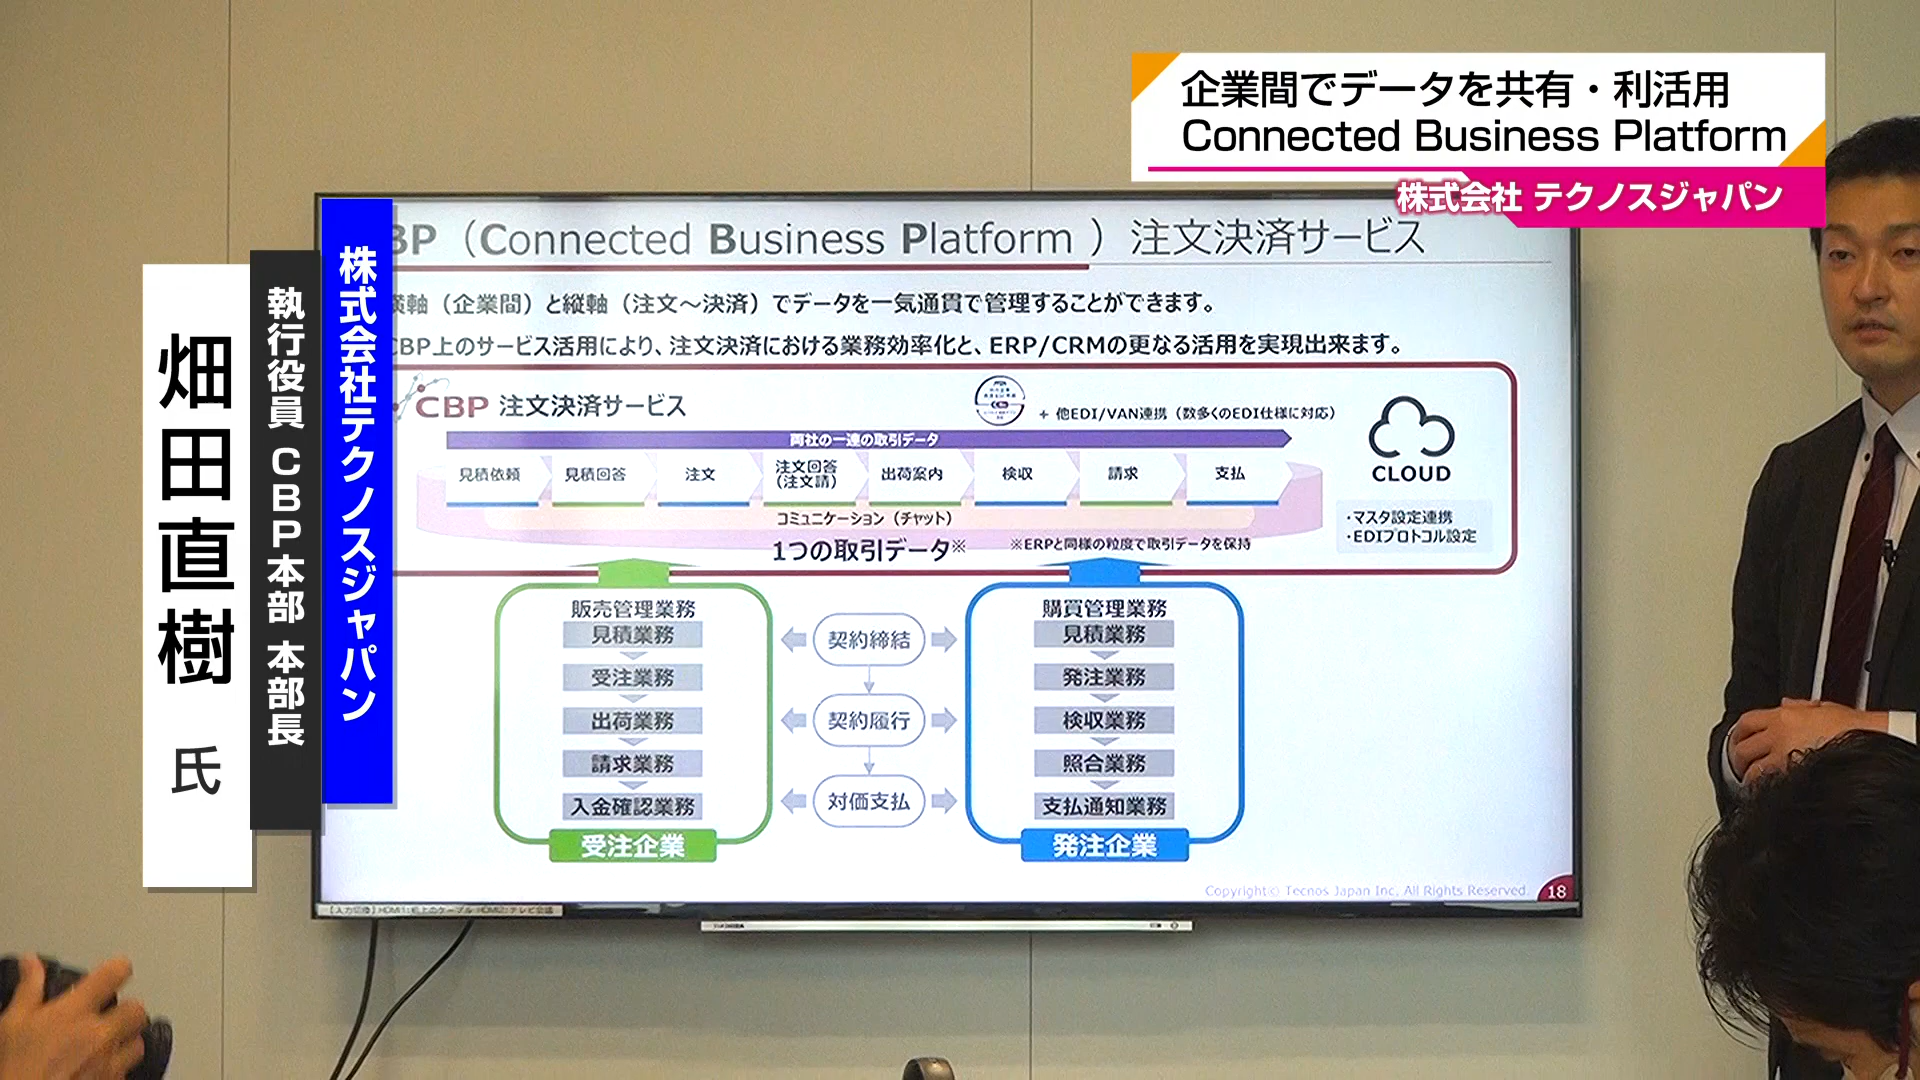 企業間でデータを共有・利活用
Connected Business Platform
株式会社 テクノスジャパン
株式会社テクノスジャパン
執行役員 CBP本部 本部長
畑田直樹 氏
BP（Connected Business Platform ）注文決済サービス
横軸（企業間）と縦軸（注文～決済）でデータを一気通貫で管理することができます。
CBP上のサービス活用により、注文決済における業務効率化と、ERP/CRMの更なる活用を実現出来ます。
CBP 注文決済サービス
+ 他EDI/VAN連携（数多くのEDI仕様に対応）
両社の一連の取引データ
見積依頼
見積回答
注文
注文回答
（注文請）
出荷案内
検収
請求
支払
コミュニケーション（チャット）
1つの取引データ※
※ERPと同様の粒度で取引データを保持
CLOUD
・マスタ設定連携
・EDIプロトコル設定
販売管理業務
見積業務
受注業務
出荷業務
請求業務
入金確認業務
受注企業
契約締結
契約履行
対価支払
購買管理業務
見積業務
発注業務
検収業務
照合業務
支払通知業務
発注企業
Copyright© Tecnos Japan Inc. All Rights Reserved.
18
【入力切換】HDMI1:机上のケーブル HDMI2:テレビ会議